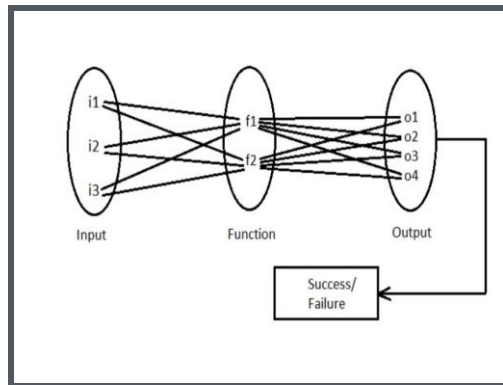 i1
i2
i3
f1
f2
o1
o2
o3
o4
Input
Function
Output
Success/
Failure